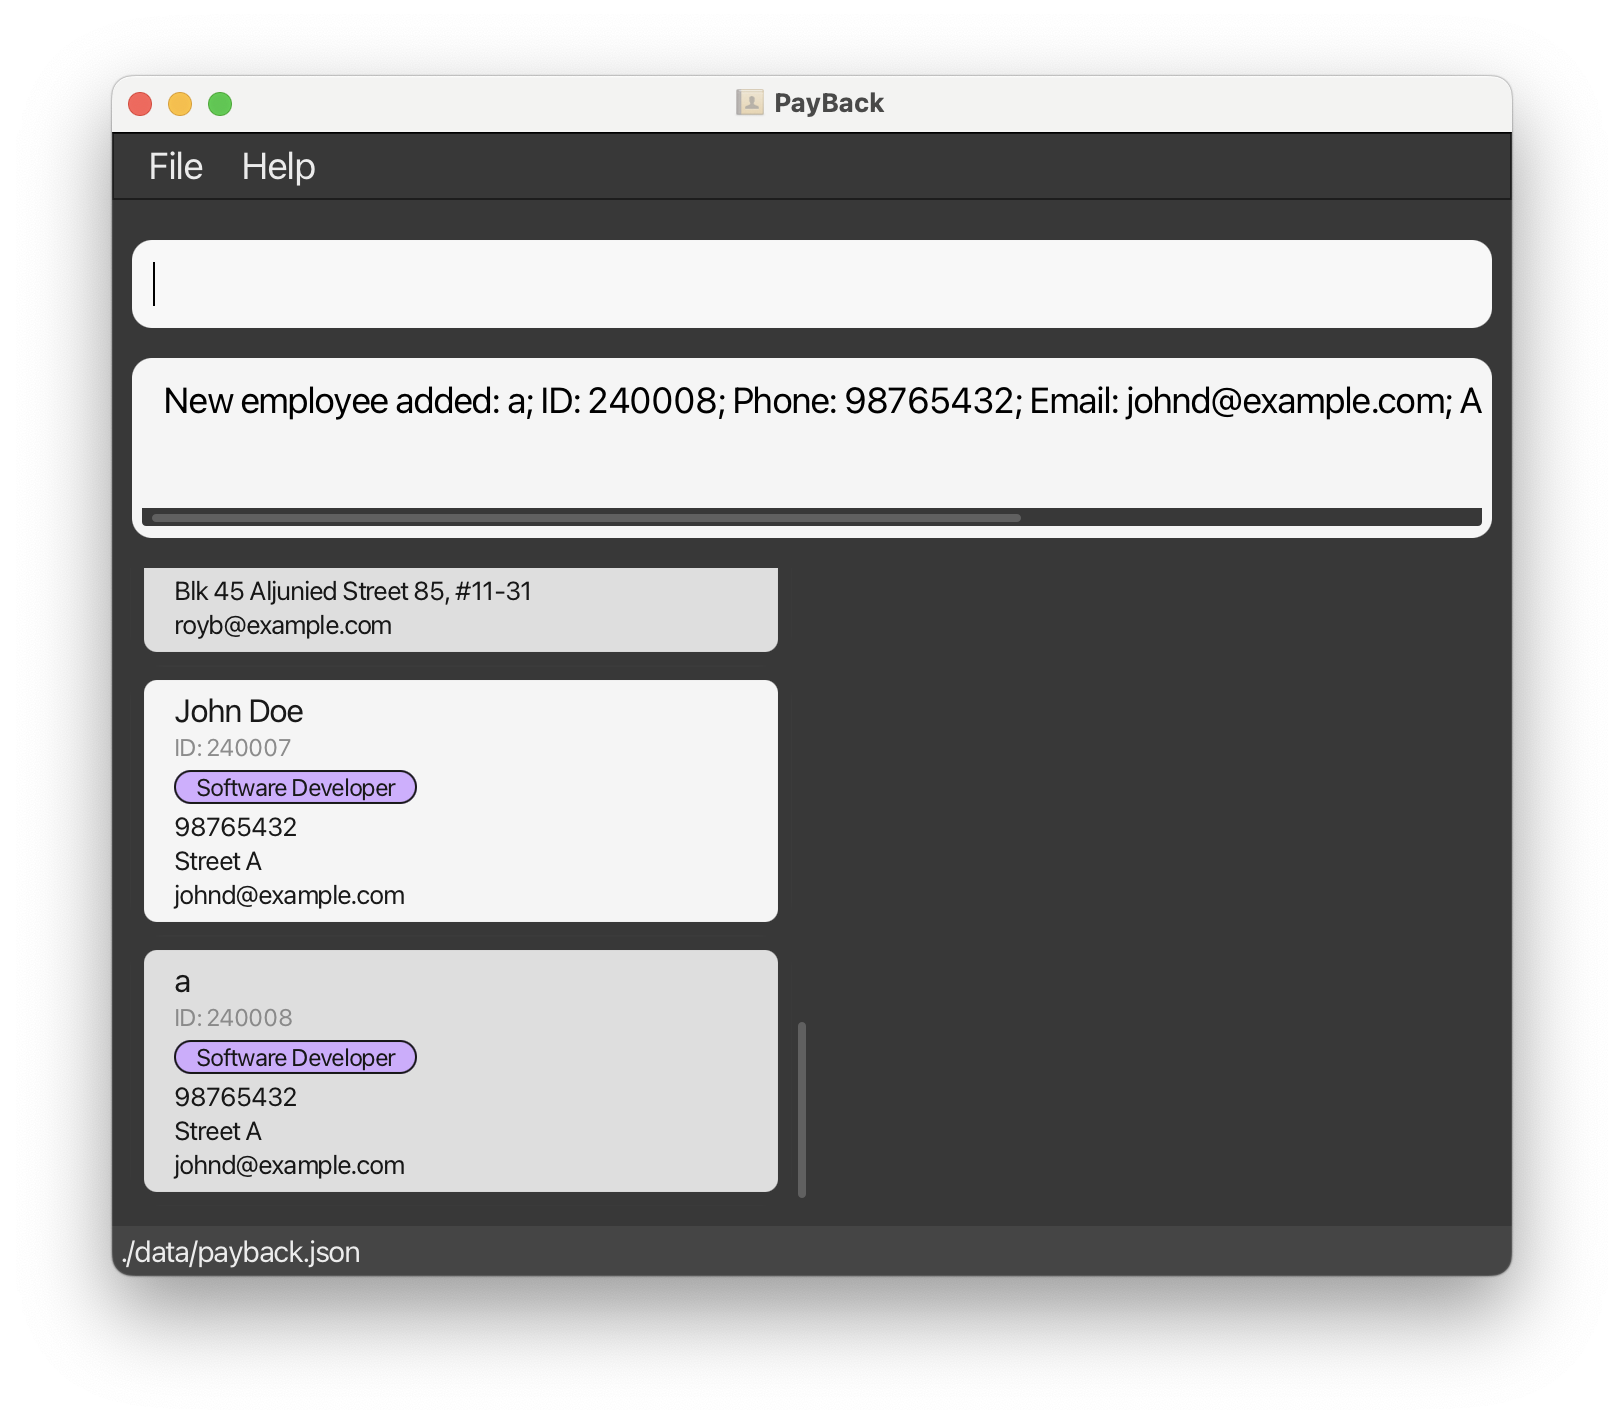 PayBack
File Help
New employee added: a; ID: 240008; Phone: 98765432; Email: johnd@example.com; A
Blk 45 Aljunied Street 85, #11-31
royb@example.com
John Doe
ID: 240007
Software Developer
98765432
Street A
johnd@example.com
a
ID: 240008
Software Developer
98765432
Street A
johnd@example.com
./data/payback.json